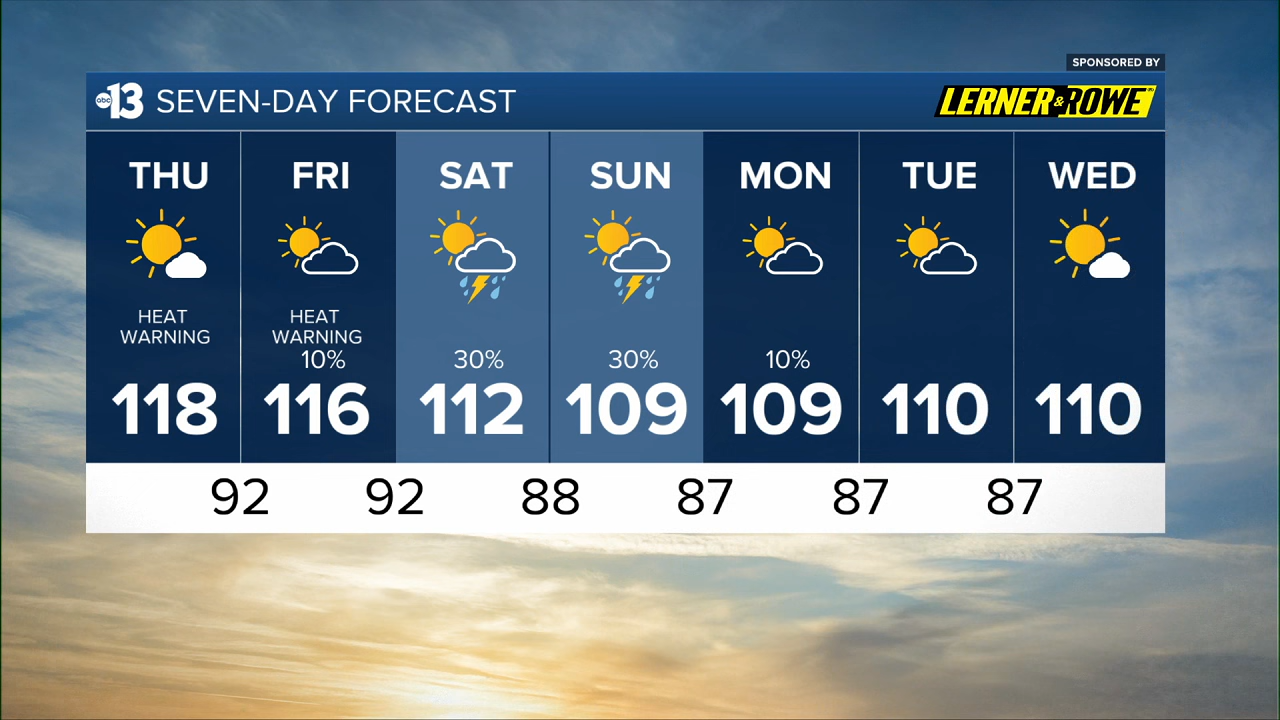 SPONSORED BY
abc 13 SEVEN-DAY FORECAST
LERNER & ROWE
THU FRI SAT SUN MON TUE WED
HEAT WARNING
HEAT WARNING
10% 30% 30% 10%
118 116 112 109 109 110 110
92 92 88 87 87 87